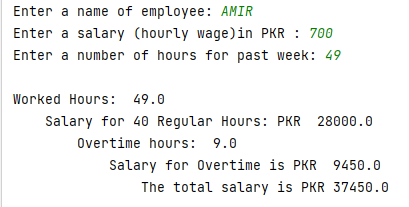 Enter a name of employee: AMIR
Enter a salary (hourly wage)in PKR : 700
Enter a number of hours for past week: 49
Worked Hours:  49.0
Salary for 40 Regular Hours: PKR  28000.0
Overtime hours:  9.0
Salary for Overtime is PKR  9450.0
The total salary is PKR 37450.0